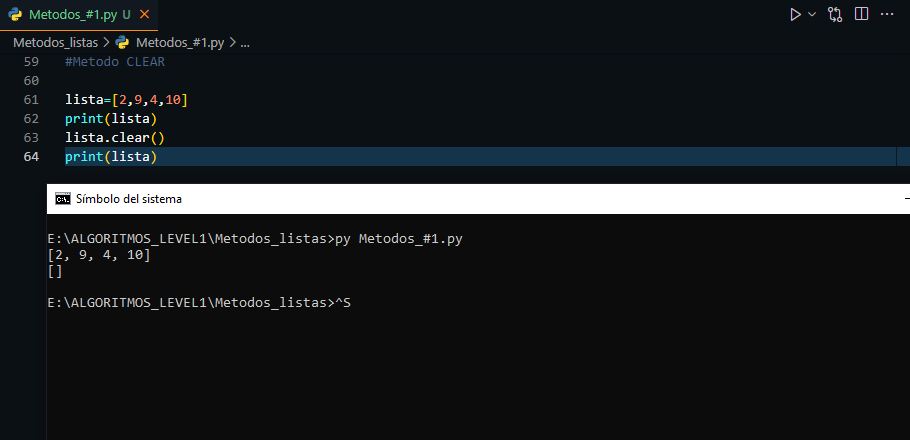 Metodos_#1.py U
Metodos_listas > Metodos_#1.py > ...
59 #Metodo CLEAR
60
61 lista=[2,9,4,10]
62 print(lista)
63 lista.clear()
64 print(lista)
C:\. Símbolo del sistema
E:\ALGORITMOS_LEVEL1\Metodos_listas>py Metodos_#1.py
[2, 9, 4, 10]
[]
E:\ALGORITMOS_LEVEL1\Metodos_listas>^S